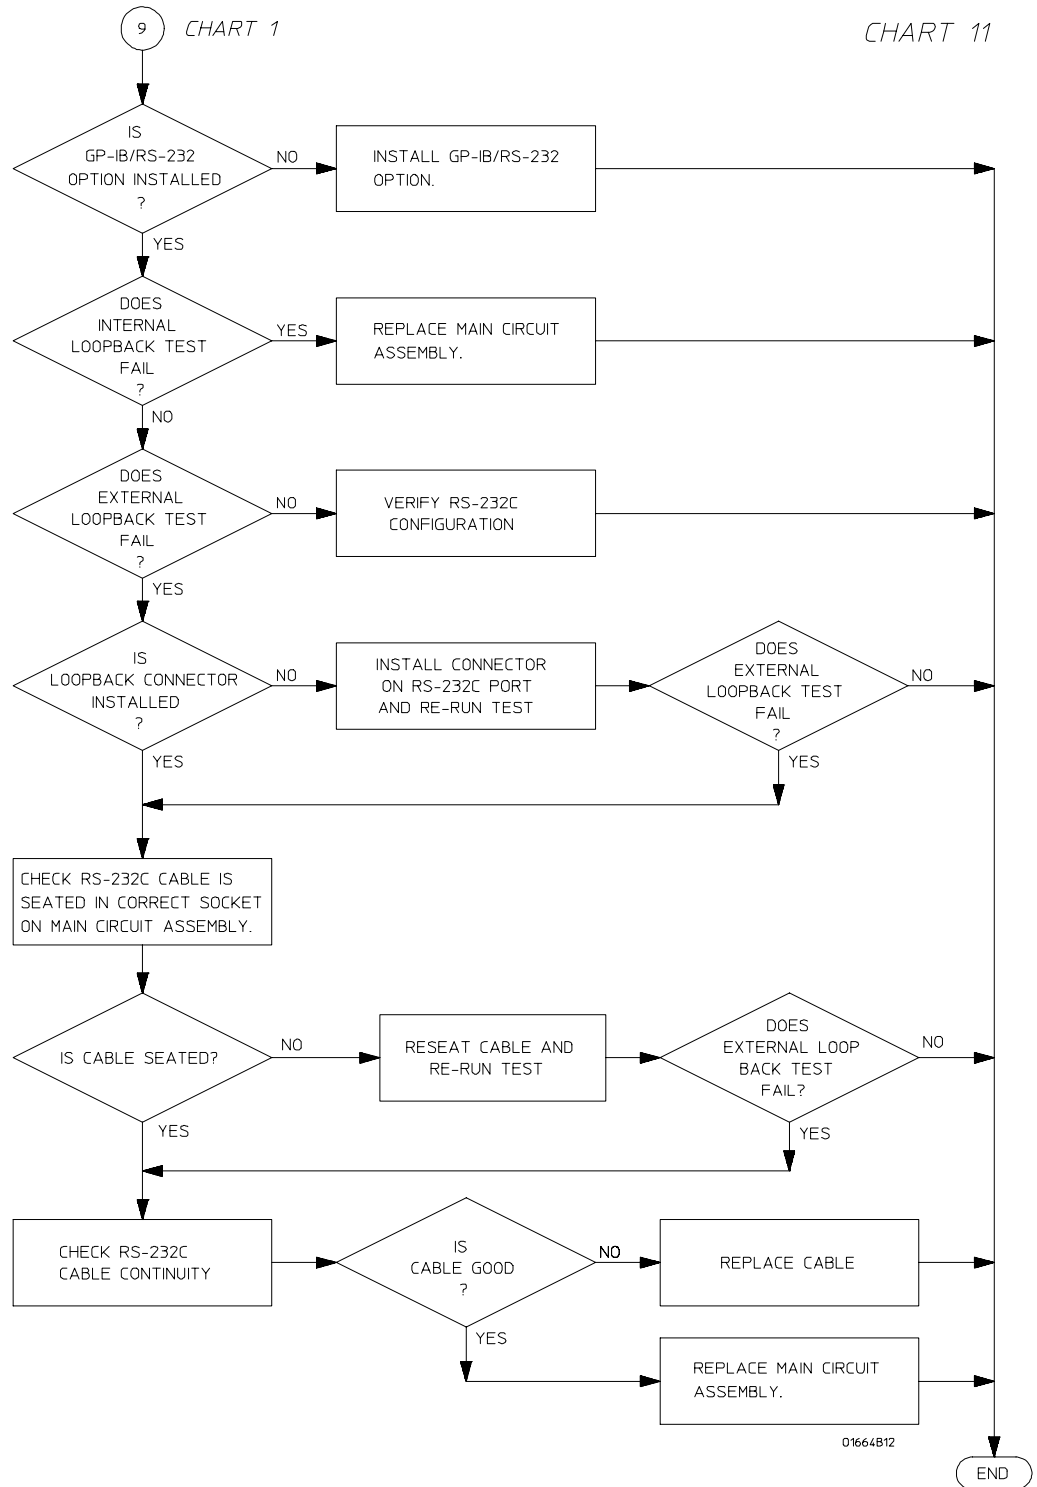 9
CHART 1
CHART 11
IS
GP-IB/RS-232
OPTION INSTALLED
?
NO
INSTALL GP-IB/RS-232
OPTION.
YES
DOES
INTERNAL
LOOPBACK TEST
FAIL
?
YES
REPLACE MAIN CIRCUIT
ASSEMBLY.
NO
DOES
EXTERNAL
LOOPBACK TEST
FAIL
?
NO
VERIFY RS-232C
CONFIGURATION
YES
IS
LOOPBACK CONNECTOR
INSTALLED
?
NO
INSTALL CONNECTOR
ON RS-232C PORT
AND RE-RUN TEST
DOES
EXTERNAL
LOOPBACK TEST
FAIL
?
NO
YES
YES
CHECK RS-232C CABLE IS
SEATED IN CORRECT SOCKET
ON MAIN CIRCUIT ASSEMBLY.
IS CABLE SEATED?
NO
RESEAT CABLE AND
RE-RUN TEST
DOES
EXTERNAL LOOP
BACK TEST
FAIL?
NO
YES
YES
CHECK RS-232C
CABLE CONTINUITY
IS
CABLE GOOD
?
NO
REPLACE CABLE
YES
REPLACE MAIN CIRCUIT
ASSEMBLY.
01664B12
END